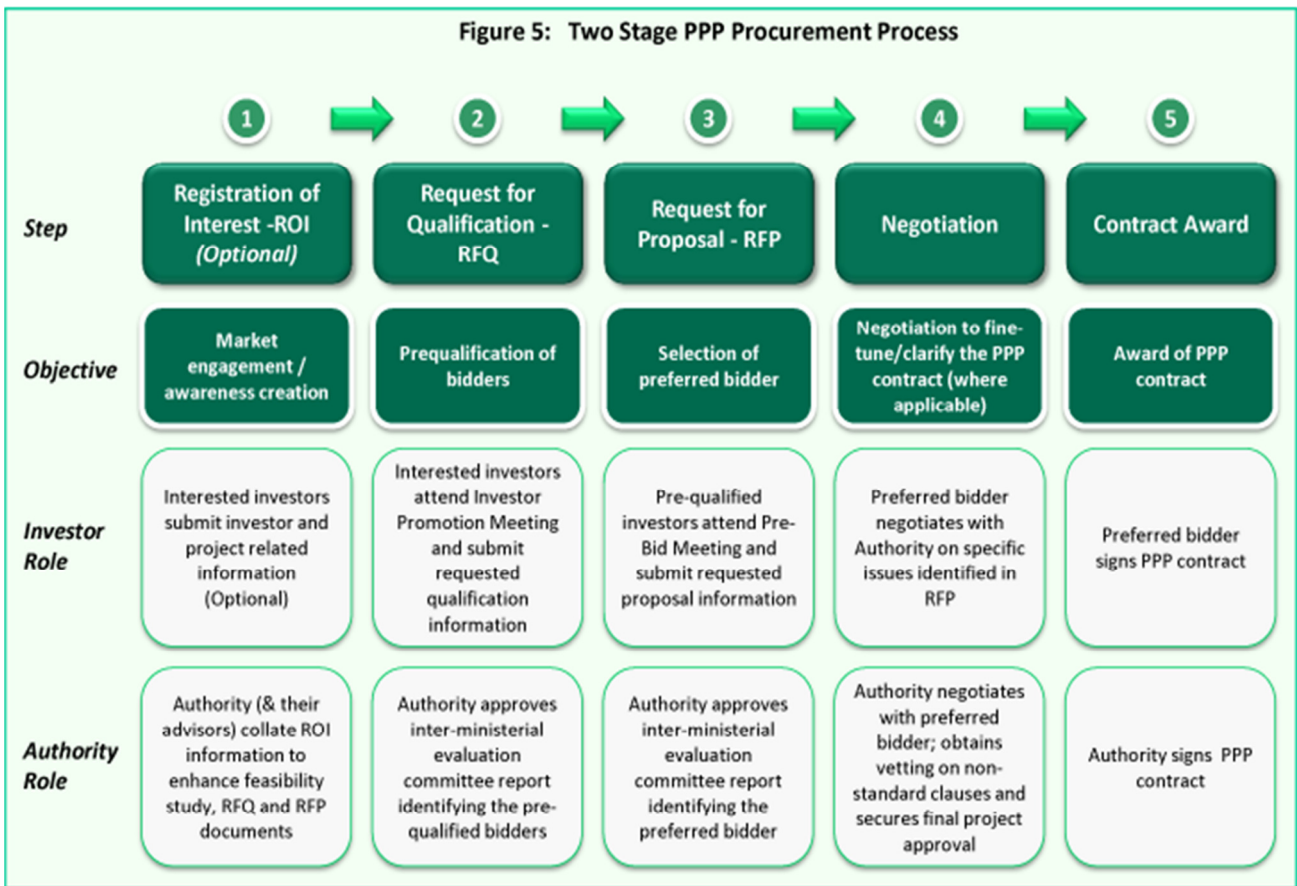 Figure 5: Two Stage PPP Procurement Process
1
2
3
4
5
Step
Registration of
Interest -ROI
(Optional)
Request for
Qualification -
RFQ
Request for
Proposal - RFP
Negotiation
Contract Award
Objective
Market
engagement /
awareness creation
Prequalification of
bidders
Selection of
preferred bidder
Negotiation to fine-
tune/clarify the PPP
contract (where
applicable)
Award of PPP
contract
Investor
Role
Interested investors
submit investor and
project related
information
(Optional)
Interested investors
attend Investor
Promotion Meeting
and submit
requested
qualification
information
Pre-qualified
investors attend Pre-
Bid Meeting and
submit requested
proposal information
Preferred bidder
negotiates with
Authority on specific
issues identified in
RFP
Preferred bidder
signs PPP contract
Authority
Role
Authority (& their
advisors) collate ROI
information to
enhance feasibility
study, RFQ and RFP
documents
Authority approves
inter-ministerial
evaluation
committee report
identifying the pre-
qualified bidders
Authority approves
inter-ministerial
evaluation
committee report
identifying the
preferred bidder
Authority negotiates
with preferred
bidder; obtains
vetting on non-
standard clauses and
secures final project
approval
Authority signs PPP
contract